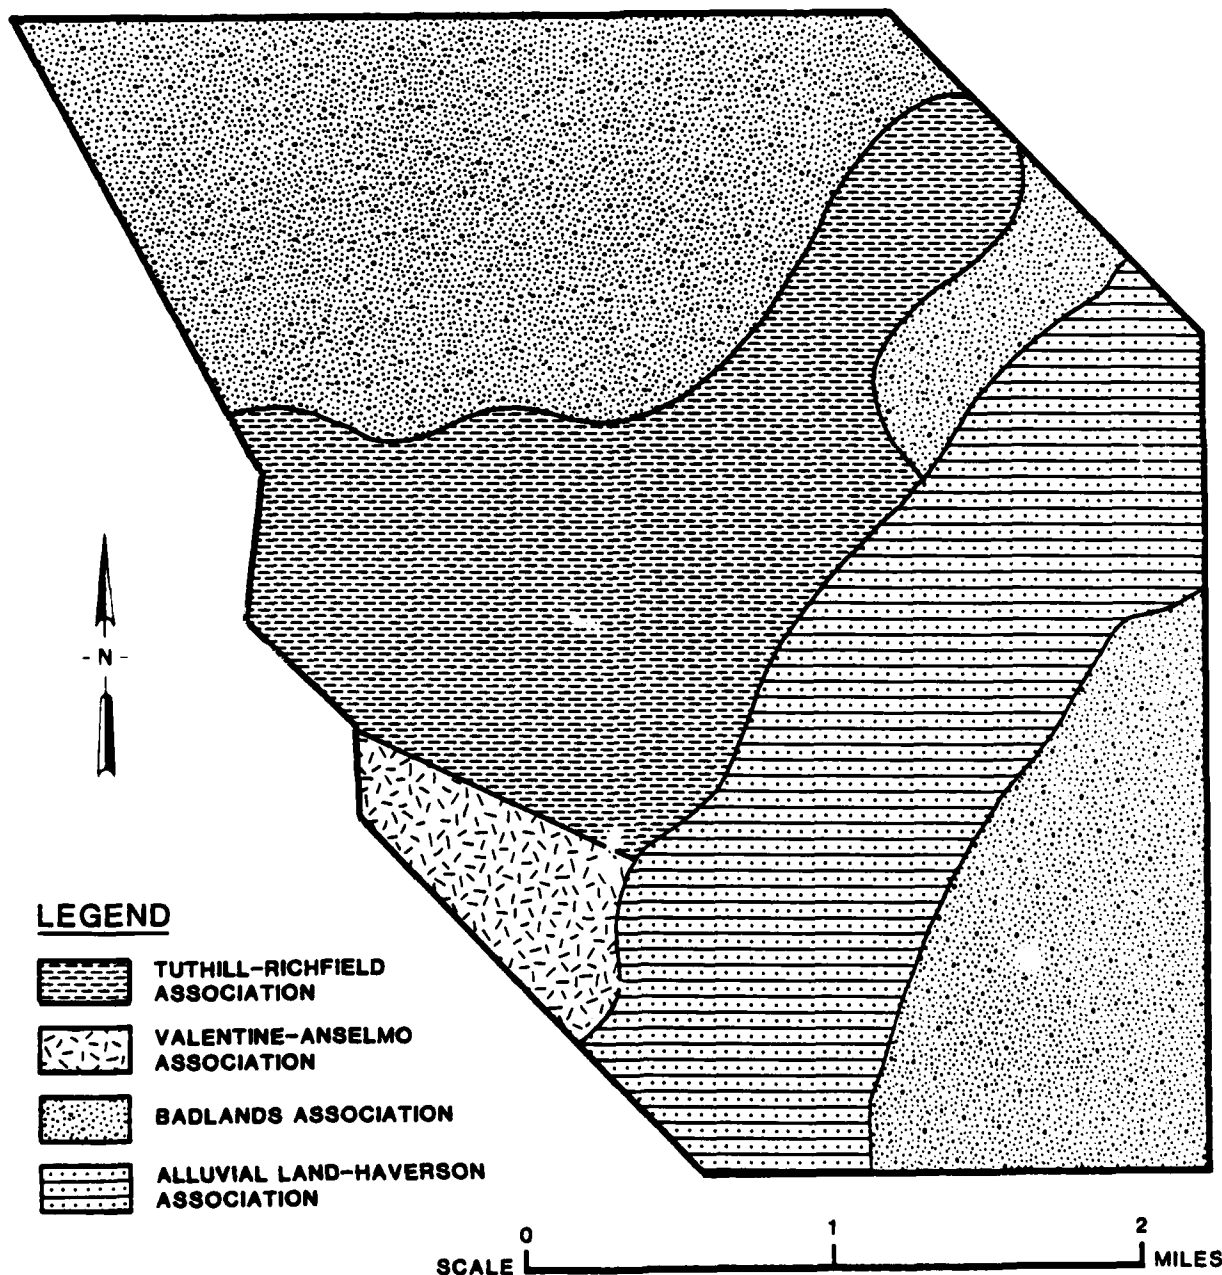 - N -
LEGEND
TUTHILL-RICHFIELD
ASSOCIATION
VALENTINE-ANSELMO
ASSOCIATION
BADLANDS ASSOCIATION
ALLUVIAL LAND-HAVERSON
ASSOCIATION
0 1 2
SCALE MILES